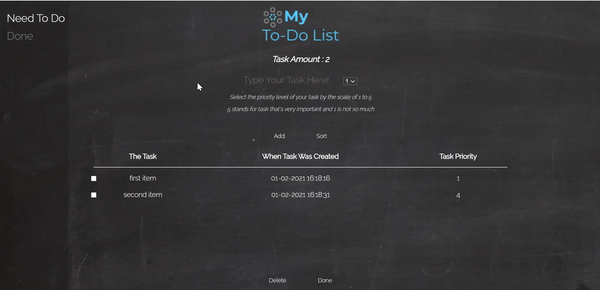 Need To Do
Done
My
To-Do List
Task Amount : 2
Type Your Task Here!
1
Select the priority level of your task by the scale of 1 to 5
5 stands for task that's very important and 1 is not so much
Add Sort
The Task When Task Was Created Task Priority
first item 01-02-2021 16:18:16 1
second item 01-02-2021 16:18:31 4
Delete Done